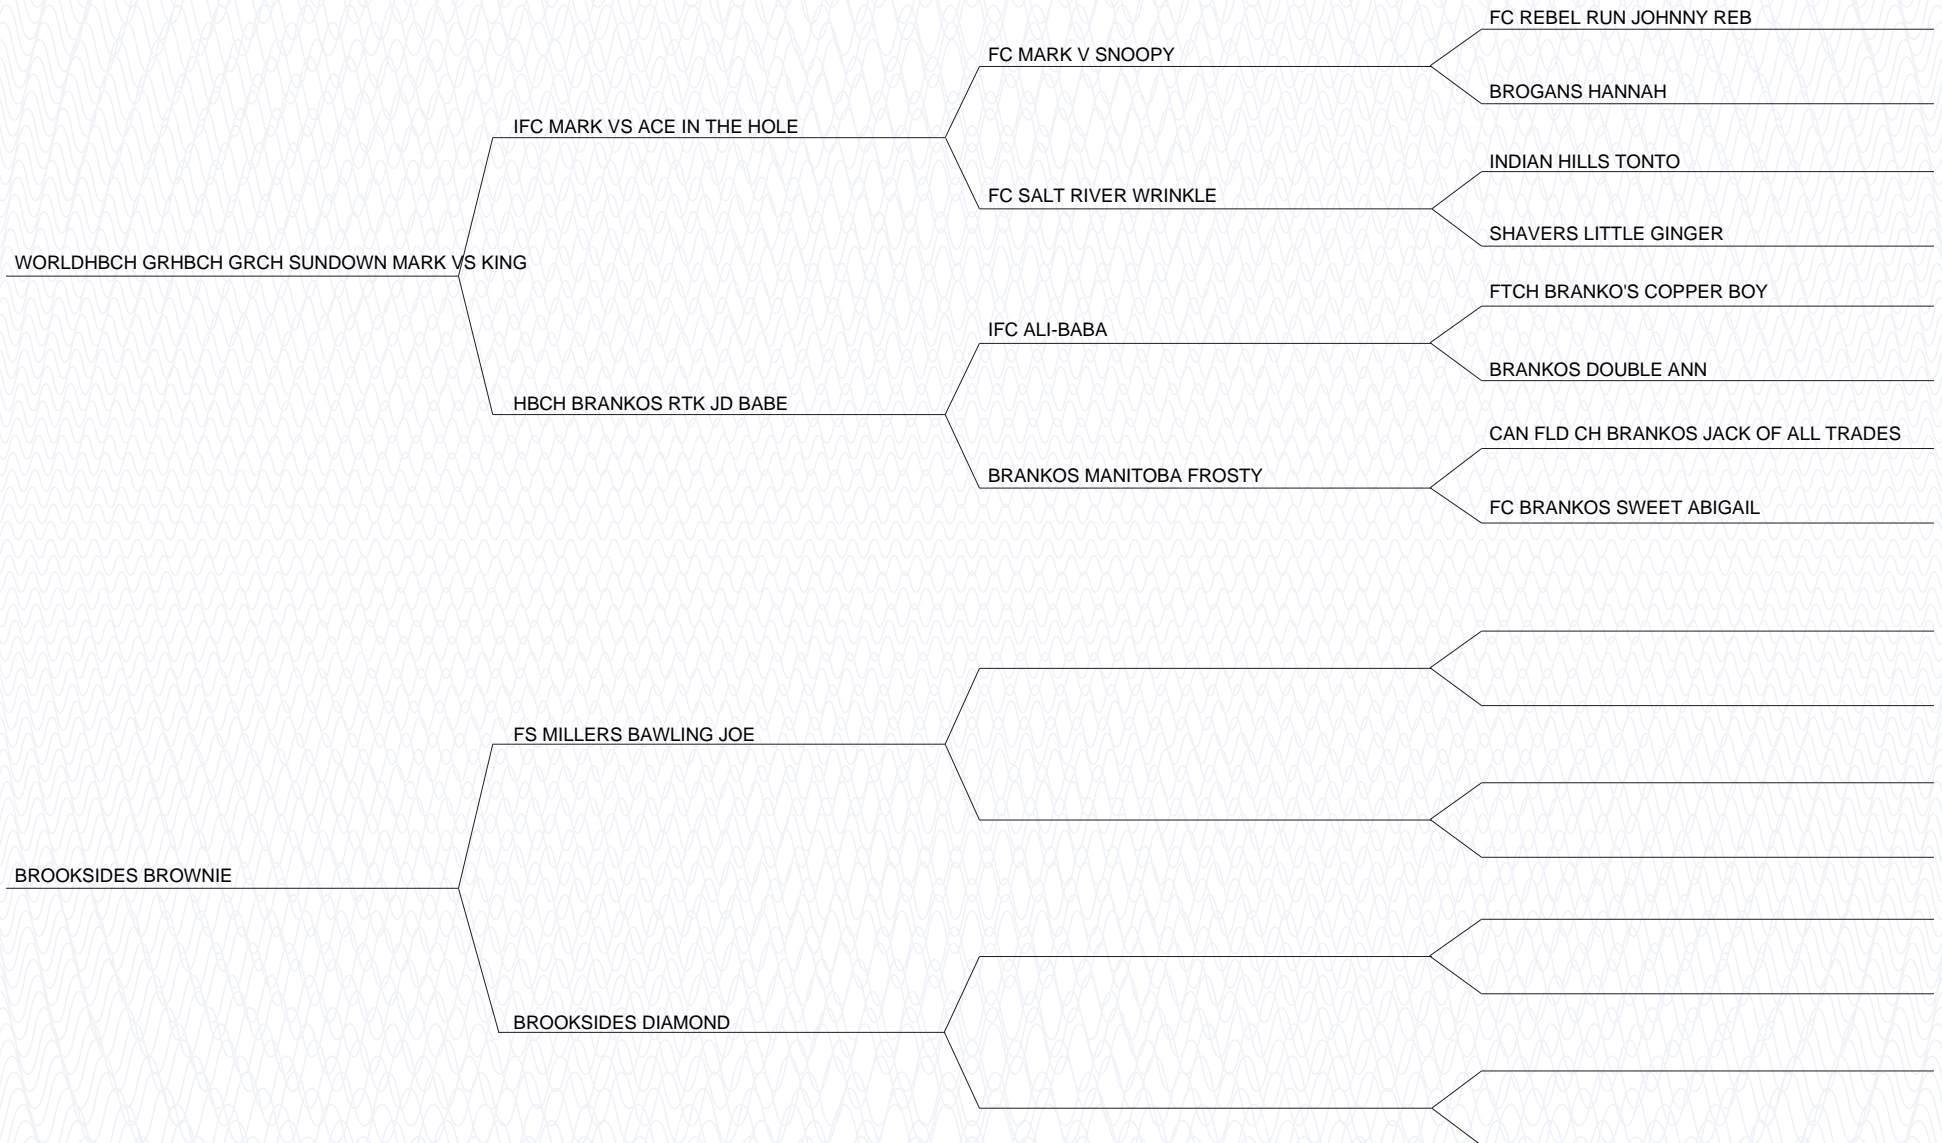 FC REBEL RUN JOHNNY REB
FC MARK V SNOOPY
BROGANS HANNAH
IFC MARK VS ACE IN THE HOLE
INDIAN HILLS TONTO
FC SALT RIVER WRINKLE
SHAVERS LITTLE GINGER
WORLDHBCH GRHBCH GRCH SUNDOWN MARK VS KING
FTCH BRANKO'S COPPER BOY
IFC ALI-BABA
BRANKOS DOUBLE ANN
HBCH BRANKOS RTK JD BABE
CAN FLD CH BRANKOS JACK OF ALL TRADES
BRANKOS MANITOBA FROSTY
FC BRANKOS SWEET ABIGAIL
FS MILLERS BAWLING JOE
BROOKSIDES BROWNIE
BROOKSIDES DIAMOND